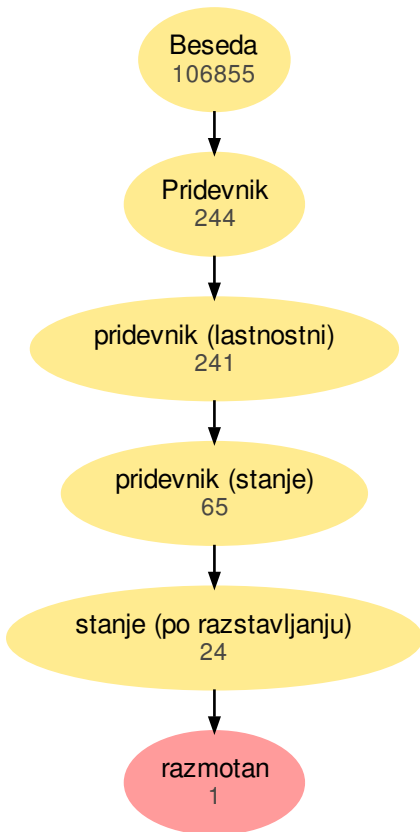 Beseda
106855
Pridevnik
244
pridevnik (lastnostni)
241
pridevnik (stanje)
65
stanje (po razstavljanju)
24
razmotan
1